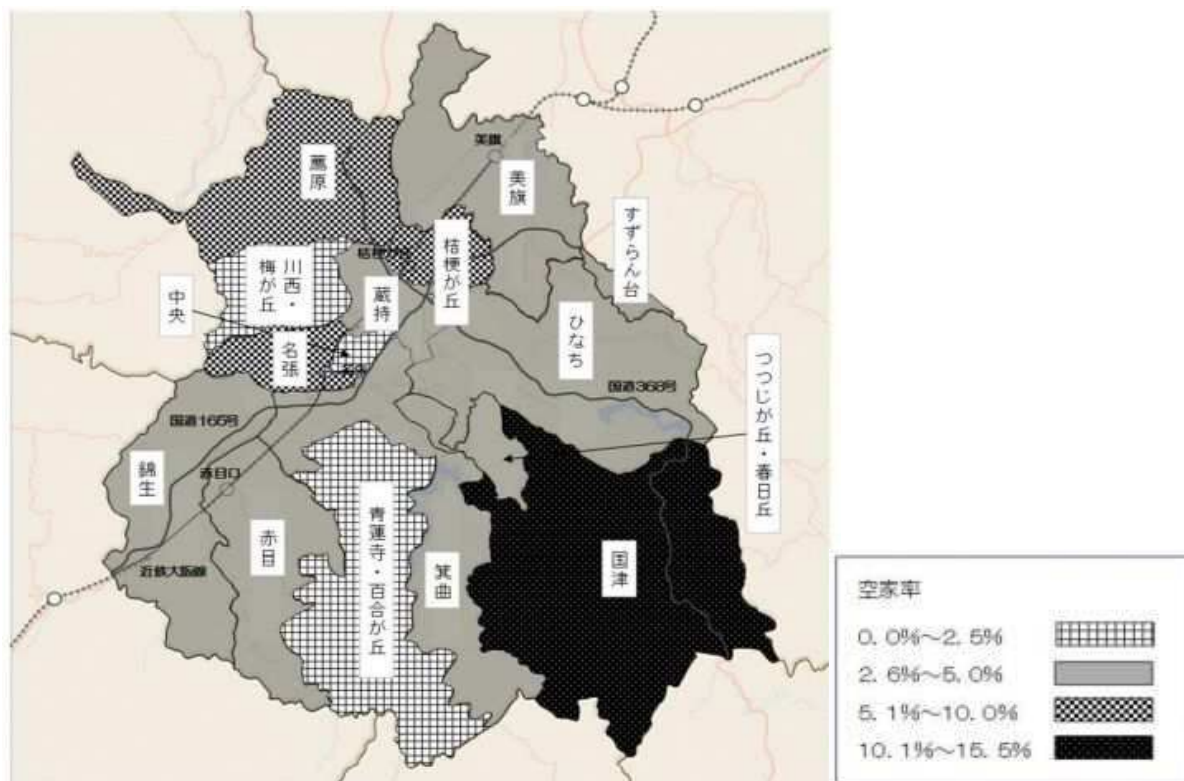 美旗
美旗
薦原
すずらん台
桔梗が丘
川西・
梅が丘
蔵持
中央
ひなち
名張
つつじが丘・春日丘
国道368号
国道165号
錦生
赤目口
赤目
青蓮寺・百合が丘
箕曲
国津
近鉄大阪線
空家率
0.0%～2.5%
2.6%～5.0%
5.1%～10.0%
10.1%～15.5%